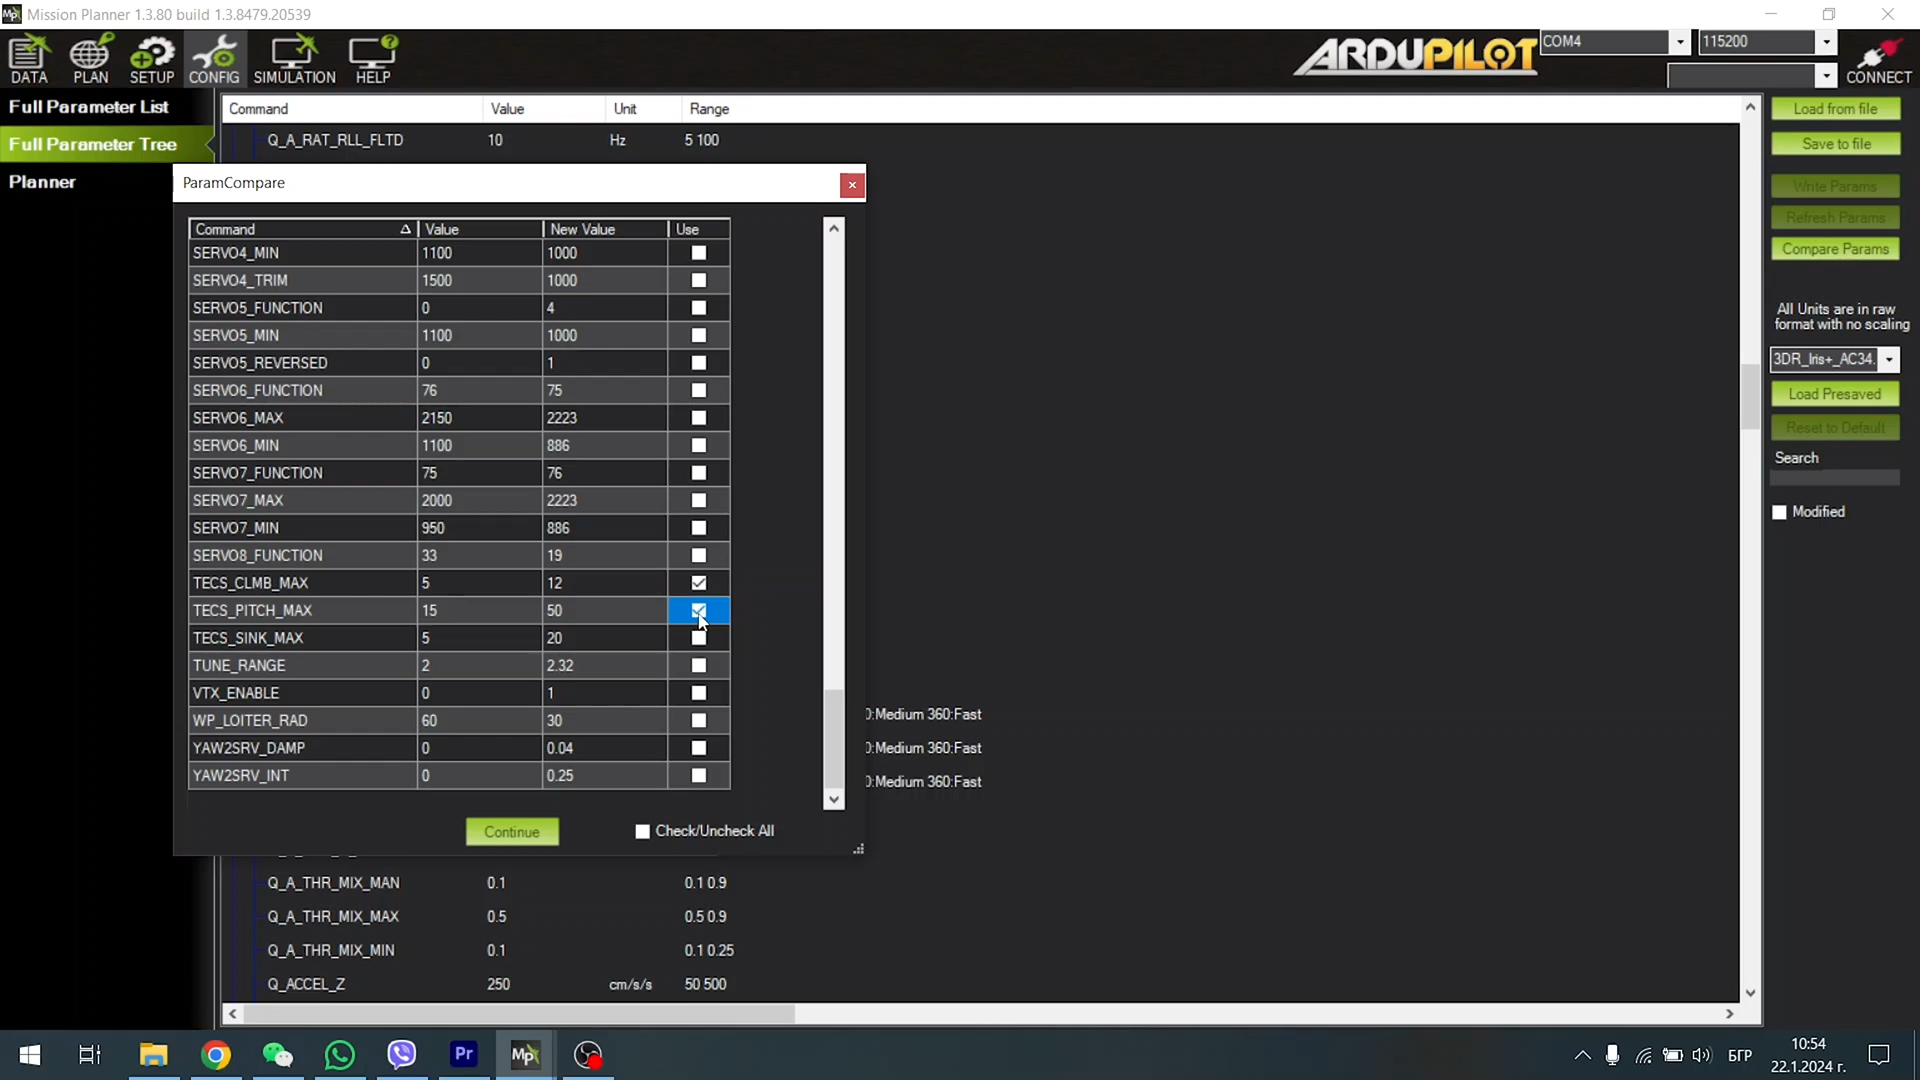 Mission Planner 1.3.80 build 1.3.8479.20539
DATA PLAN SETUP CONFIG SIMULATION HELP
ARDUPILOT
COM4 115200
CONNECT
Full Parameter List
Full Parameter Tree
Planner
Command Value Unit Range
Q_A_RAT_RLL_FLTD 10 Hz 5 100
ParamCompare
Command Value New Value Use
SERVO4_MIN 1100 1000
SERVO4_TRIM 1500 1000
SERVO5_FUNCTION 0 4
SERVO5_MIN 1100 1000
SERVO5_REVERSED 0 1
SERVO6_FUNCTION 76 75
SERVO6_MAX 2150 2223
SERVO6_MIN 1100 886
SERVO7_FUNCTION 75 76
SERVO7_MAX 2000 2223
SERVO7_MIN 950 886
SERVO8_FUNCTION 33 19
TECS_CLMB_MAX 5 12
TECS_PITCH_MAX 15 50
TECS_SINK_MAX 5 20
TUNE_RANGE 2 2.32
VTX_ENABLE 0 1
WP_LOITER_RAD 60 30
YAW2SRV_DAMP 0 0.04
YAW2SRV_INT 0 0.25
Continue Check/Uncheck All
0:Medium 360:Fast
0:Medium 360:Fast
0:Medium 360:Fast
Q_A_THR_MIX_MAN 0.1 0.1 0.9
Q_A_THR_MIX_MAX 0.5 0.5 0.9
Q_A_THR_MIX_MIN 0.1 0.1 0.25
Q_ACCEL_Z 250 cm/s/s 50 500
Load from file
Save to file
Write Params
Refresh Params
Compare Params
All Units are in raw
format with no scaling
3DR_Iris+_AC34.
Load Presaved
Reset to Default
Search
Modified
Pr
Mp
БГР
10:54
22.1.2024 г.